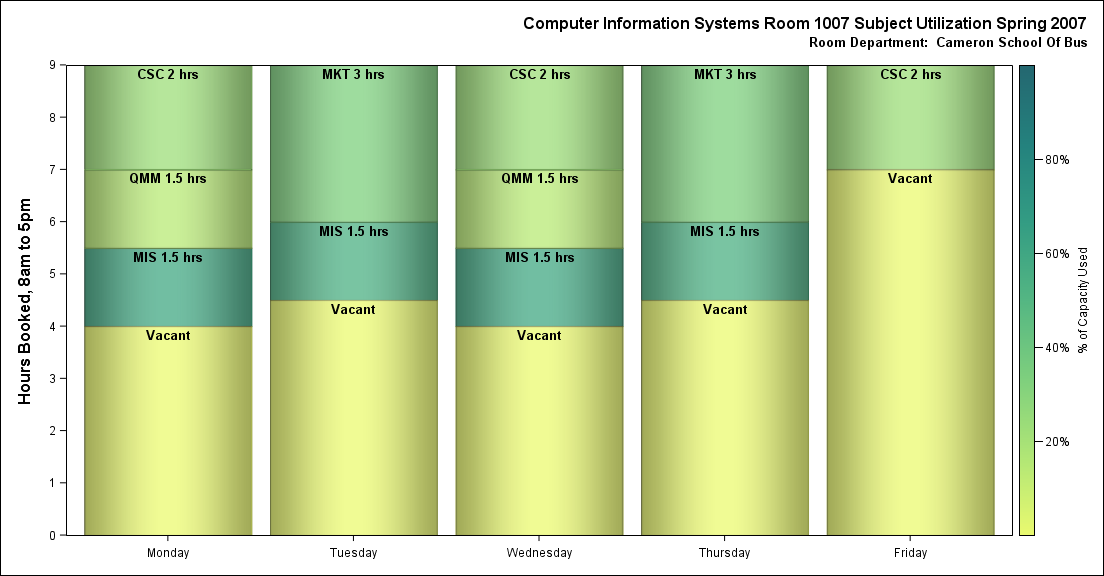 Computer Information Systems Room 1007 Subject Utilization Spring 2007
Room Department:  Cameron School Of Bus
Hours Booked, 8am to 5pm
9
8
7
6
5
4
3
2
1
0
CSC 2 hrs
QMM 1.5 hrs
MIS 1.5 hrs
Vacant
MKT 3 hrs
MIS 1.5 hrs
Vacant
CSC 2 hrs
QMM 1.5 hrs
MIS 1.5 hrs
Vacant
MKT 3 hrs
MIS 1.5 hrs
Vacant
CSC 2 hrs
Vacant
Monday
Tuesday
Wednesday
Thursday
Friday
80%
60%
40%
20%
% of Capacity Used